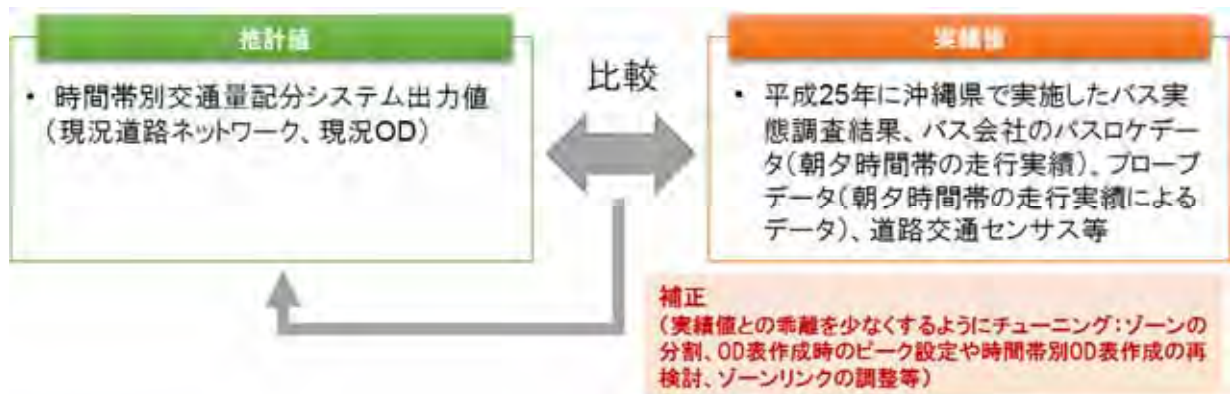 推計値
・ 時間帯別交通量配分システム出力値
(現況道路ネットワーク、現況OD)
比較
実績値
・ 平成25年に沖縄県で実施したバス実
態調査結果、バス会社のバスロケデー
タ(朝夕時間帯の走行実績)、プローブ
データ(朝夕時間帯の走行実績による
データ)、道路交通センサス等
補正
(実績値との乖離を少なくするようにチューニング:ゾーンの
分割、OD表作成時のピーク設定や時間帯別OD表作成の再
検討、ゾーンリンクの調整等)